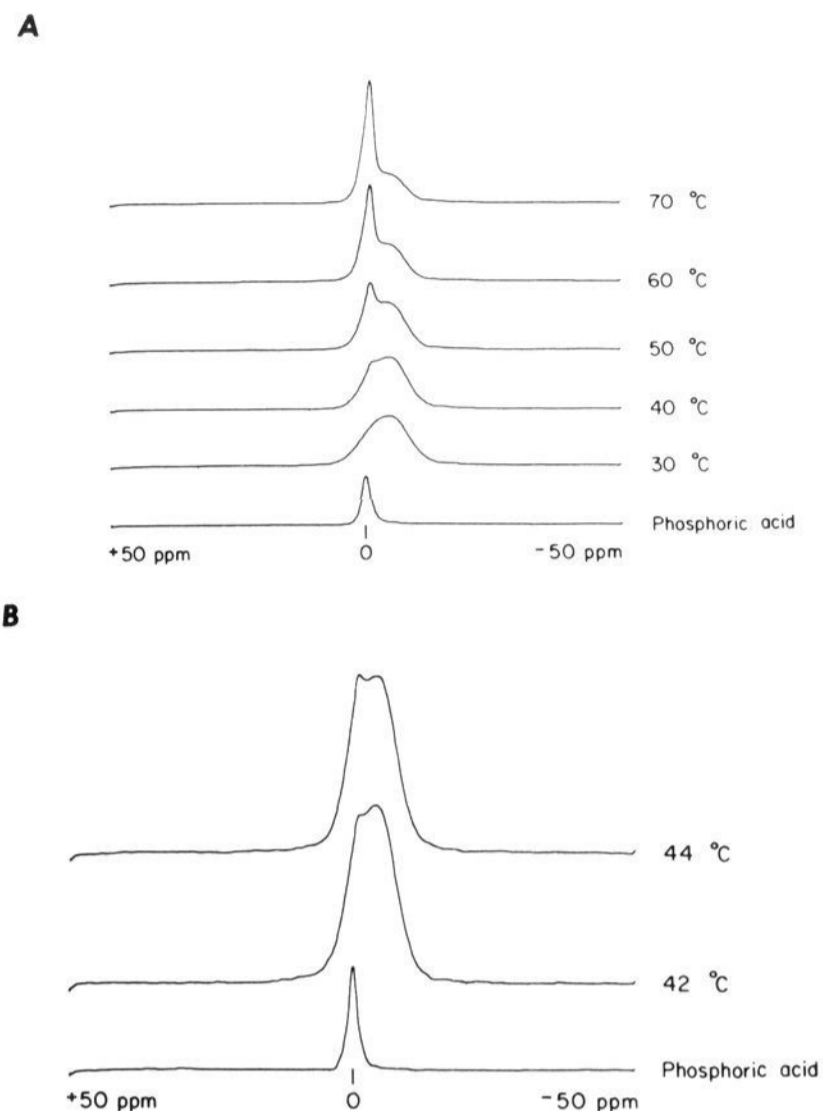 A
70 °C
60 °C
50 °C
40 °C
30 °C
Phosphoric acid
+50 ppm 0 -50 ppm
B
44 °C
42 °C
Phosphoric acid
+50 ppm 0 -50 ppm